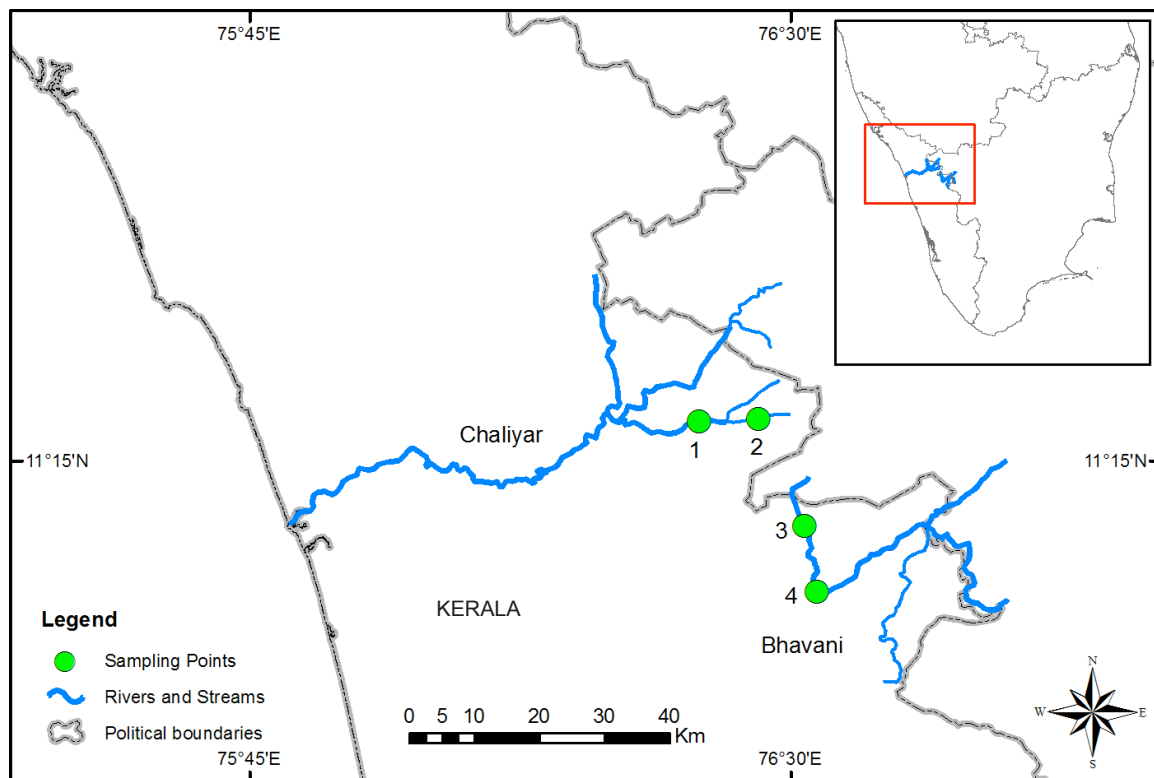 75°45'E
76°30'E
Chaliyar
1
2
11°15'N
11°15'N
3
4
KERALA
Bhavani
Legend
Sampling Points
Rivers and Streams
Political boundaries
0 5 10 20 30 40
Km
N
W
E
S
75°45'E
76°30'E